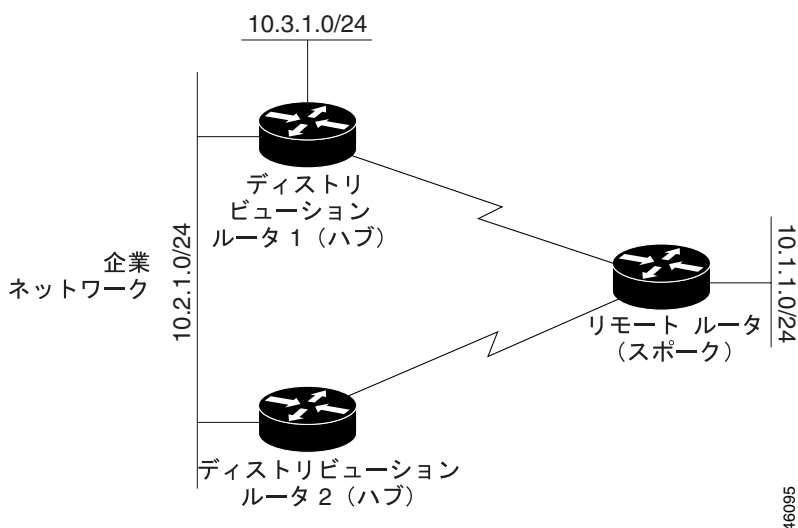 10.3.1.0/24
ディストリ
ビューション
ルータ 1（ハブ）
企業
ネットワーク
10.2.1.0/24
10.1.1.0/24
リモート ルータ
（スポーク）
ディストリビューション
ルータ 2（ハブ）